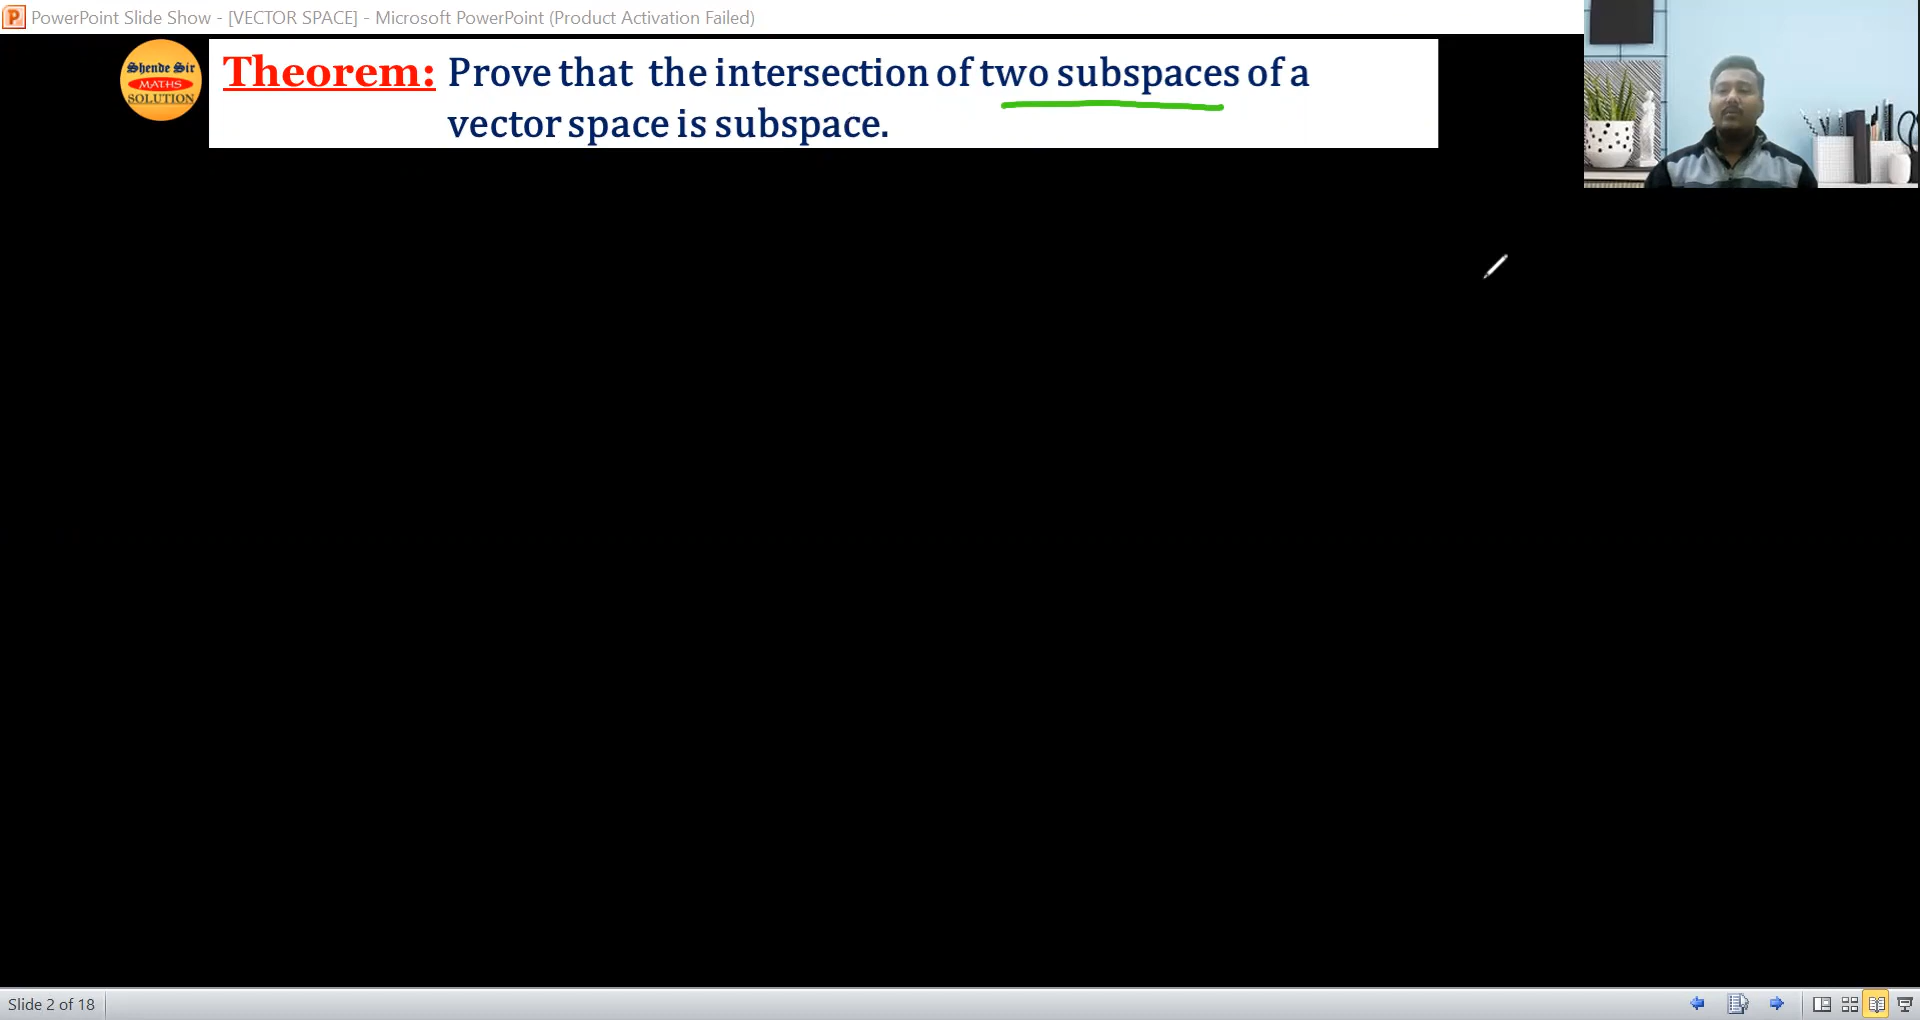 PowerPoint Slide Show - [VECTOR SPACE] - Microsoft PowerPoint (Product Activation Failed)
Shende Sir
MATHS
SOLUTION
Theorem: Prove that the intersection of two subspaces of a
vector space is subspace.
Slide 2 of 18